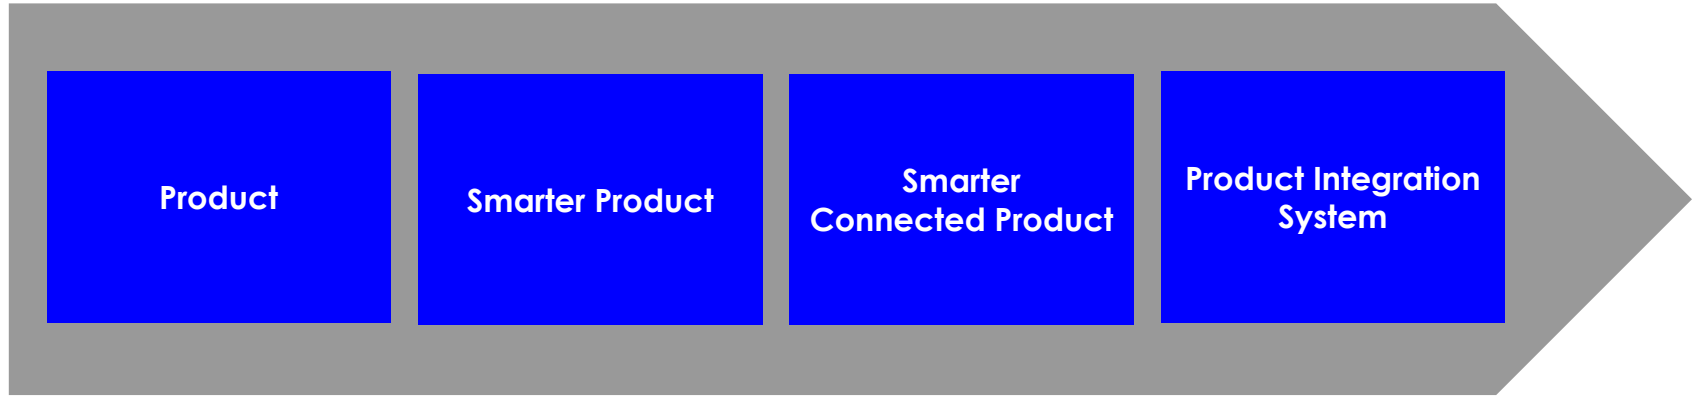 Product
Smarter Product
Smarter
Connected Product
Product Integration
System